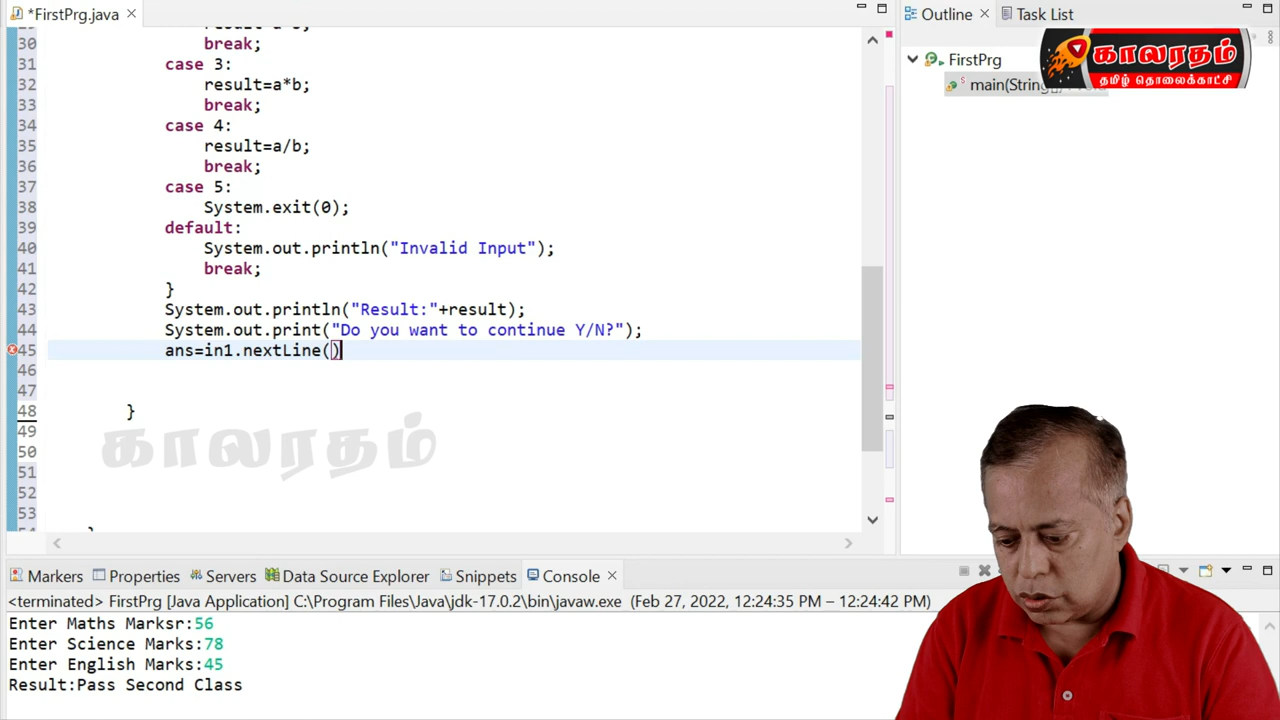 *FirstPrg.java
Outline
Task List
30 break;
31 case 3:
32 result=a*b;
33 break;
34 case 4:
35 result=a/b;
36 break;
37 case 5:
38 System.exit(0);
39 default:
40 System.out.println("Invalid Input");
41 break;
42 }
43 System.out.println("Result:"+result);
44 System.out.print("Do you want to continue Y/N?");
45 ans=in1.nextLine()
46
47
48 }
49
50
51
52
53
FirstPrg
main(String[]
காலரதம்
தமிழ் தொலைக்காட்சி
காலரதம்
Markers
Properties
Servers
Data Source Explorer
Snippets
Console
<terminated> FirstPrg [Java Application] C:\Program Files\Java\jdk-17.0.2\bin\javaw.exe (Feb 27, 2022, 12:24:35 PM – 12:24:42 PM)
Enter Maths Marksr:56
Enter Science Marks:78
Enter English Marks:45
Result:Pass Second Class